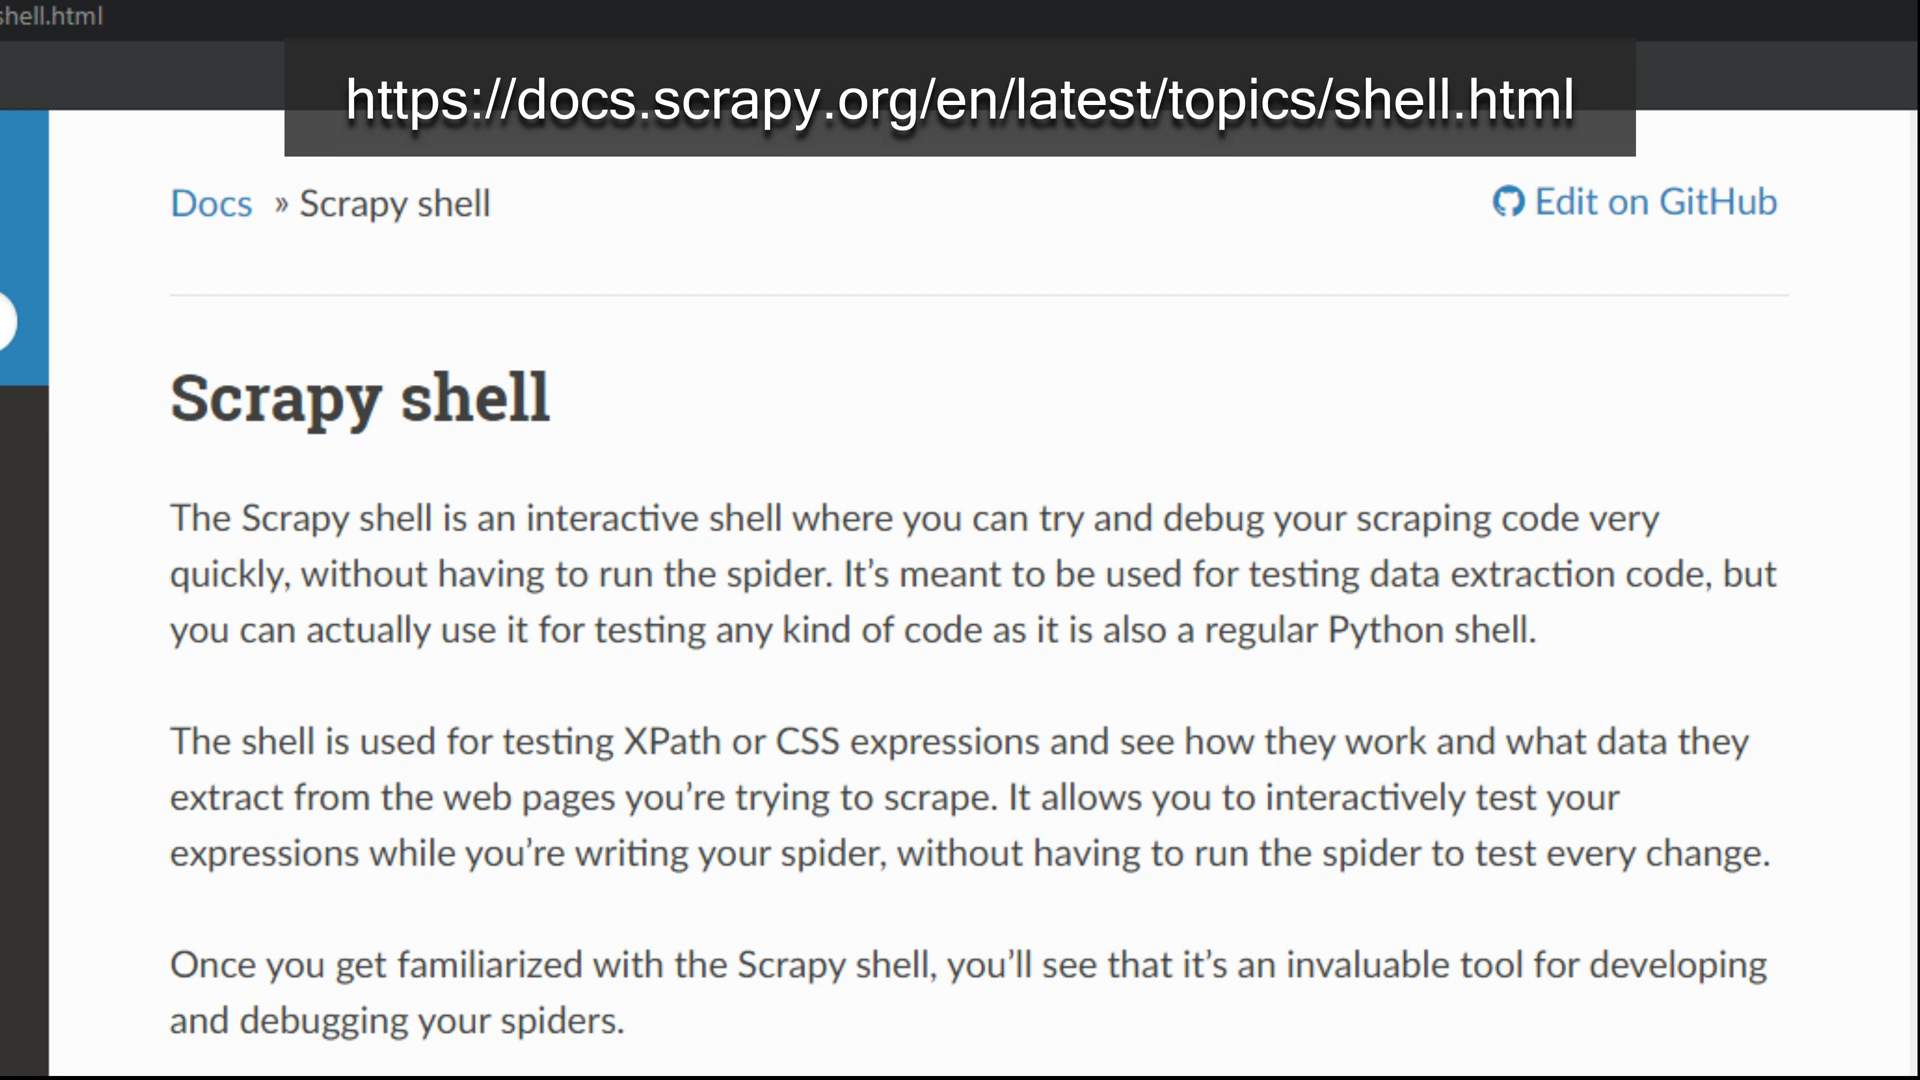 shell.html
https://docs.scrapy.org/en/latest/topics/shell.html
Docs » Scrapy shell
Edit on GitHub
Scrapy shell
The Scrapy shell is an interactive shell where you can try and debug your scraping code very
quickly, without having to run the spider. It’s meant to be used for testing data extraction code, but
you can actually use it for testing any kind of code as it is also a regular Python shell.
The shell is used for testing XPath or CSS expressions and see how they work and what data they
extract from the web pages you’re trying to scrape. It allows you to interactively test your
expressions while you’re writing your spider, without having to run the spider to test every change.
Once you get familiarized with the Scrapy shell, you’ll see that it’s an invaluable tool for developing
and debugging your spiders.